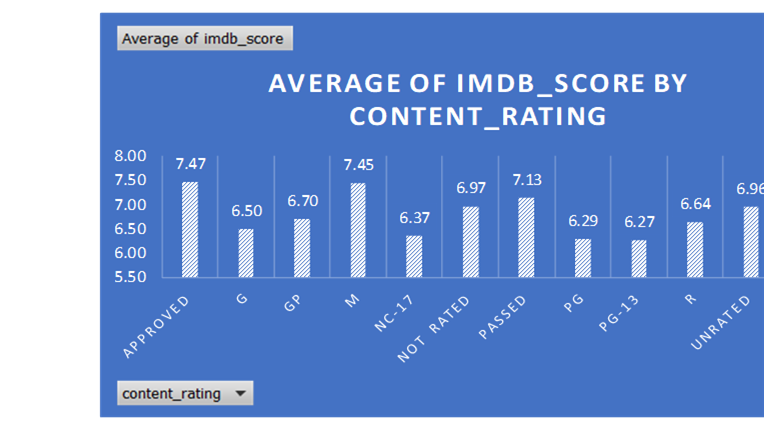 Average of imdb_score
AVERAGE OF IMDB_SCORE BY
CONTENT_RATING
8.00
7.50
7.00
6.50
6.00
5.50
7.47
6.50
6.70
7.45
6.37
6.97
7.13
6.29
6.27
6.64
6.96
APPROVED
G
GP
M
NC-17
NOT RATED
PASSED
PG
PG-13
R
UNRATED
content_rating